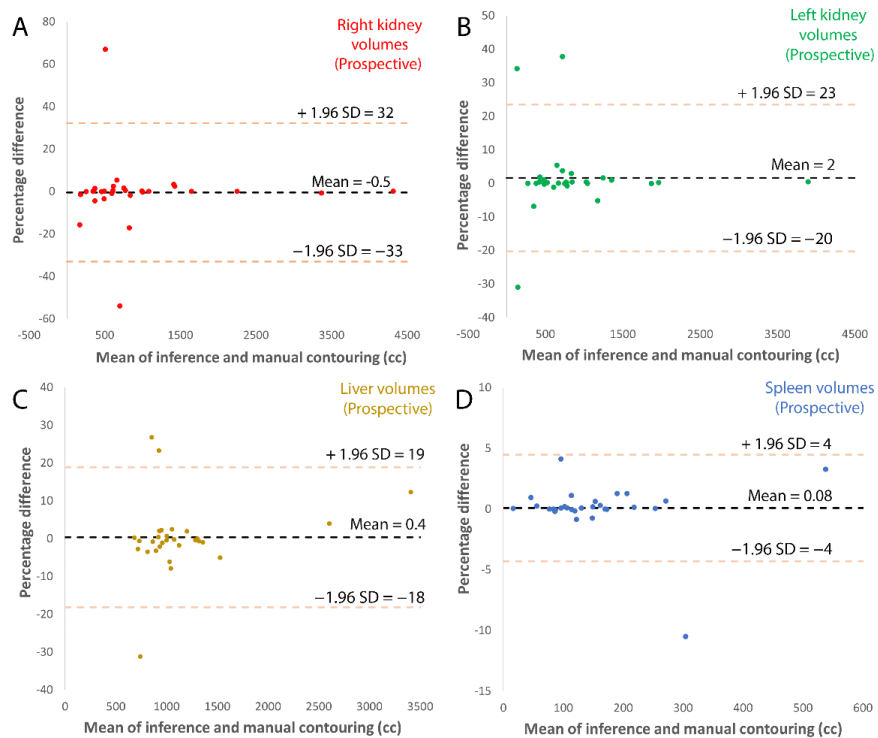 A
Right kidney
volumes
(Prospective)
80
60
40
20
0
-20
-40
-60
Percentage difference
+ 1.96 SD = 32
Mean = -0.5
−1.96 SD = −33
-500
500
1500
2500
3500
4500
Mean of inference and manual contouring (cc)
B
Left kidney
volumes
(Prospective)
50
40
30
20
10
0
-10
-20
-30
-40
Percentage difference
+ 1.96 SD = 23
Mean = 2
−1.96 SD = −20
-500
500
1500
2500
3500
4500
Mean of inference and manual contouring (cc)
C
Liver volumes
(Prospective)
40
30
20
10
0
-10
-20
-30
-40
Percentage difference
+ 1.96 SD = 19
Mean = 0.4
−1.96 SD = −18
0
500
1000
1500
2000
2500
3000
3500
Mean of inference and manual contouring (cc)
D
Spleen volumes
(Prospective)
10
5
0
-5
-10
-15
Percentage difference
+ 1.96 SD = 4
Mean = 0.08
−1.96 SD = −4
0
100
200
300
400
500
600
Mean of inference and manual contouring (cc)